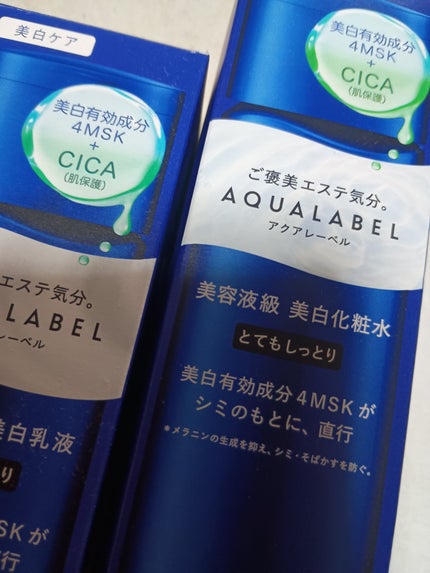 美白ケア
美白有効成分
4MSK
+
CICA
(肌保護)
エステ気分。
LABEL
アクアレーベル
美白乳液
SKが
美白有効成分
4MSK
+
CICA
(肌保護)
ご褒美エステ気分。
AQUALABEL
アクアレーベル
美容液級 美白化粧水
とてもしっとり
美白有効成分4MSKが
シミのもとに、直行
*メラニンの生成を抑え、シミ・そばかすを防ぐ。